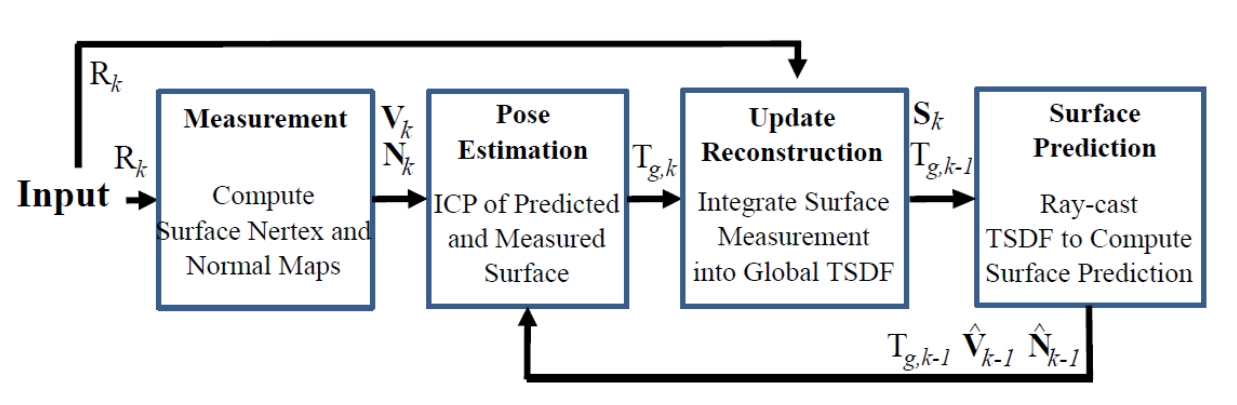 R_k
Input
R_k
Measurement
Compute
Surface Nertex and
Normal Maps
V_k
N_k
Pose
Estimation
ICP of Predicted
and Measured
Surface
T_{g,k}
Update
Reconstruction
Integrate Surface
Measurement
into Global TSDF
S_k
T_{g,k-1}
Surface
Prediction
Ray-cast
TSDF to Compute
Surface Prediction
T_{g,k-1} V̂_{k-1} N̂_{k-1}